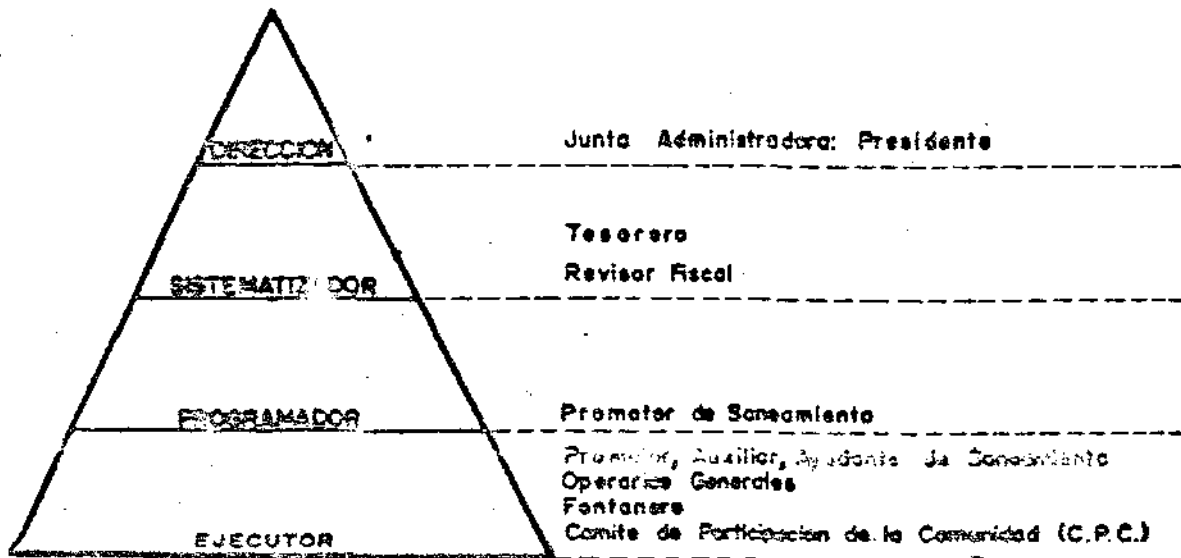 DIRECCION
Junta Administradora: Presidente
Tesorero
Revisor Fiscal
SISTEMATIZADOR
PROGRAMADOR
Promotor de Saneamiento
Promotor, Auxiliar, Ayudante de Saneamiento
Operarios Generales
Fontanero
EJECUTOR
Comite de Participacion de la Comunidad (C.P.C.)